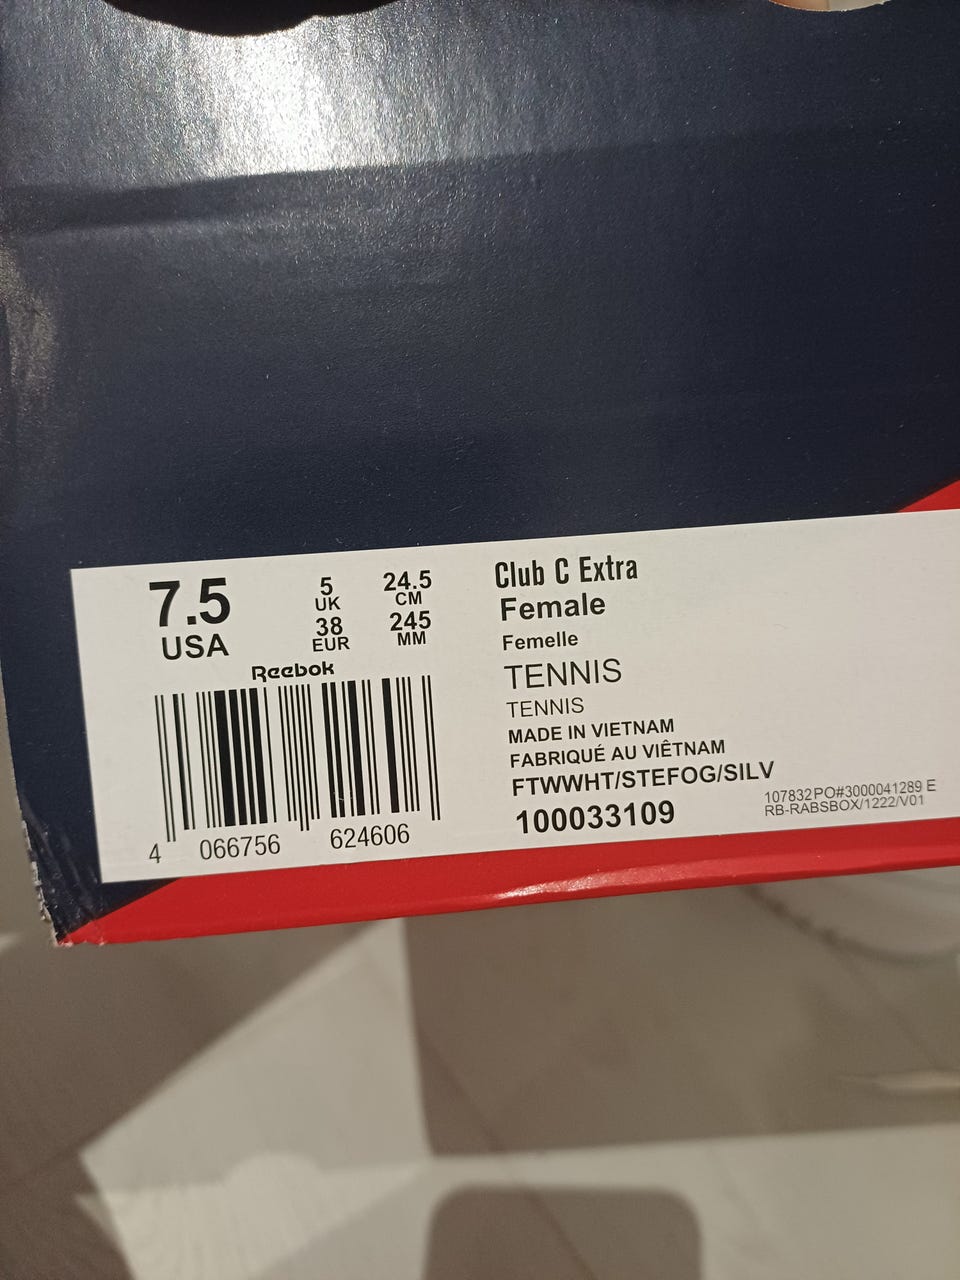 7.5
USA
5
UK
38
EUR
24.5
CM
245
MM
Reebok
4 066756 624606
Club C Extra
Female
Femelle
TENNIS
TENNIS
MADE IN VIETNAM
FABRIQUÉ AU VIÊTNAM
FTWWHT/STEFOG/SILV
100033109
107832PO#3000041289 E
RB-RABSBOX/1222/V01